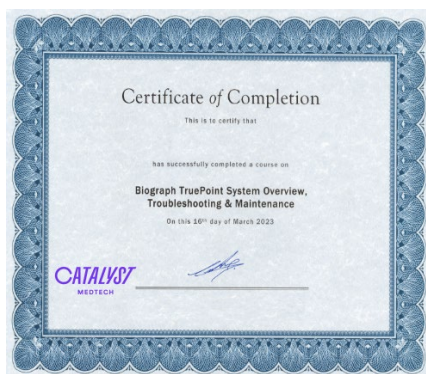 Certificate of Completion
This is to certify that
has successfully completed a course on
Biograph TruePoint System Overview,
Troubleshooting & Maintenance
On this 16th day of March 2023
CATALYST
MEDTECH